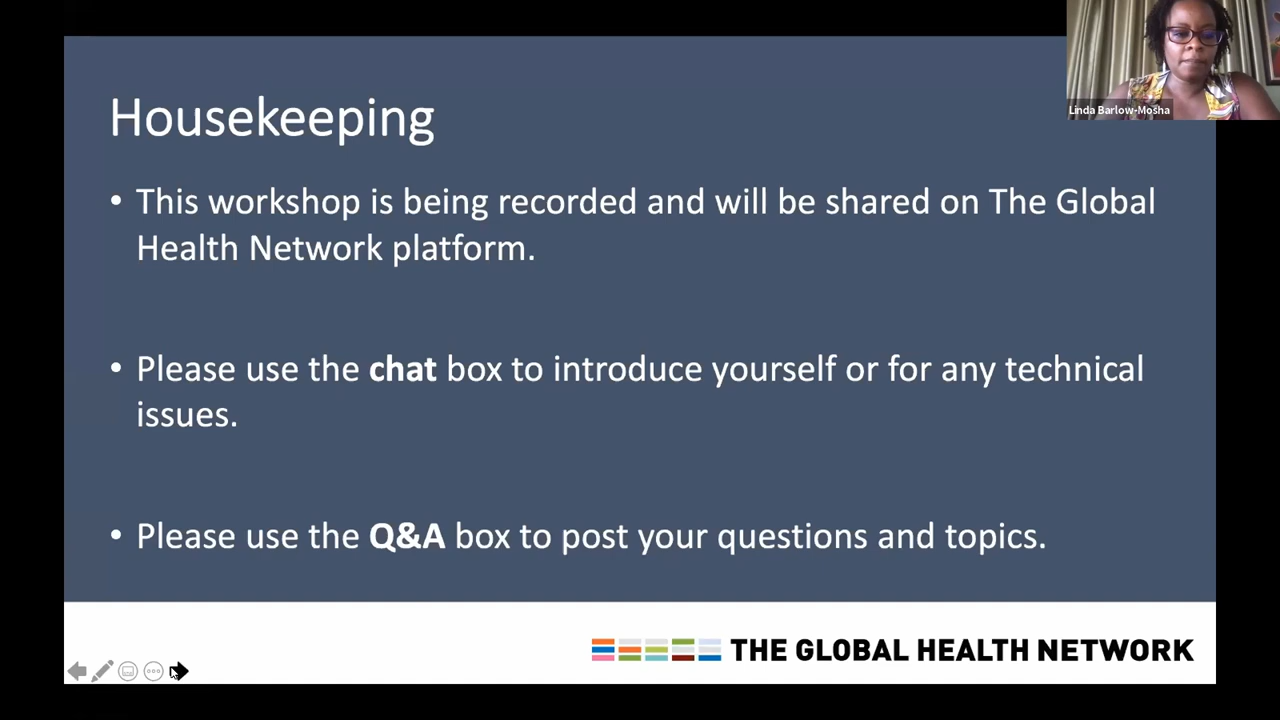 Linda Barlow-Mosha
Housekeeping
• This workshop is being recorded and will be shared on The Global
Health Network platform.
• Please use the chat box to introduce yourself or for any technical
issues.
• Please use the Q&A box to post your questions and topics.
THE GLOBAL HEALTH NETWORK